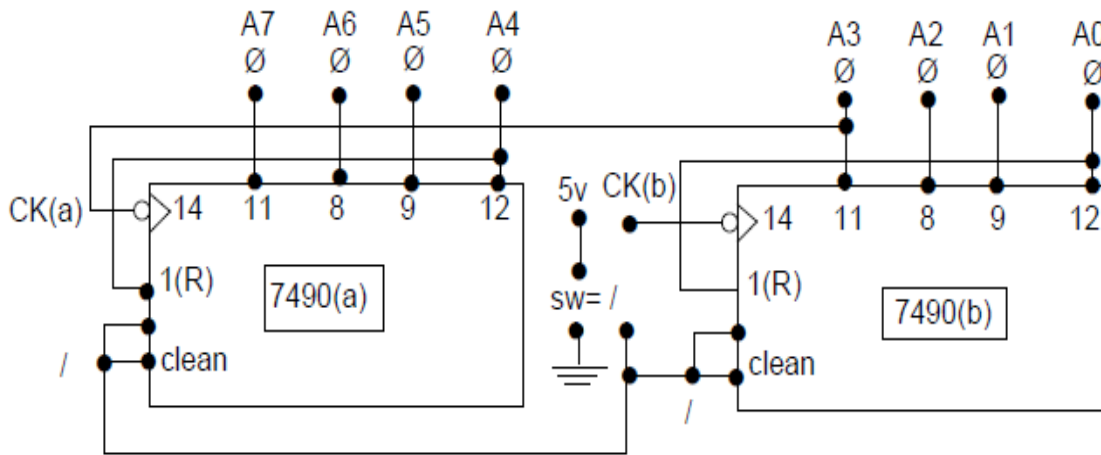 A7 A6 A5 A4 A3 A2 A1 A0
Ø Ø Ø Ø Ø Ø Ø Ø
CK(a) 14 11 8 9 12 5v CK(b) 14 11 8 9 12
1(R) sw= / 1(R)
7490(a) 7490(b)
/ clean clean
/